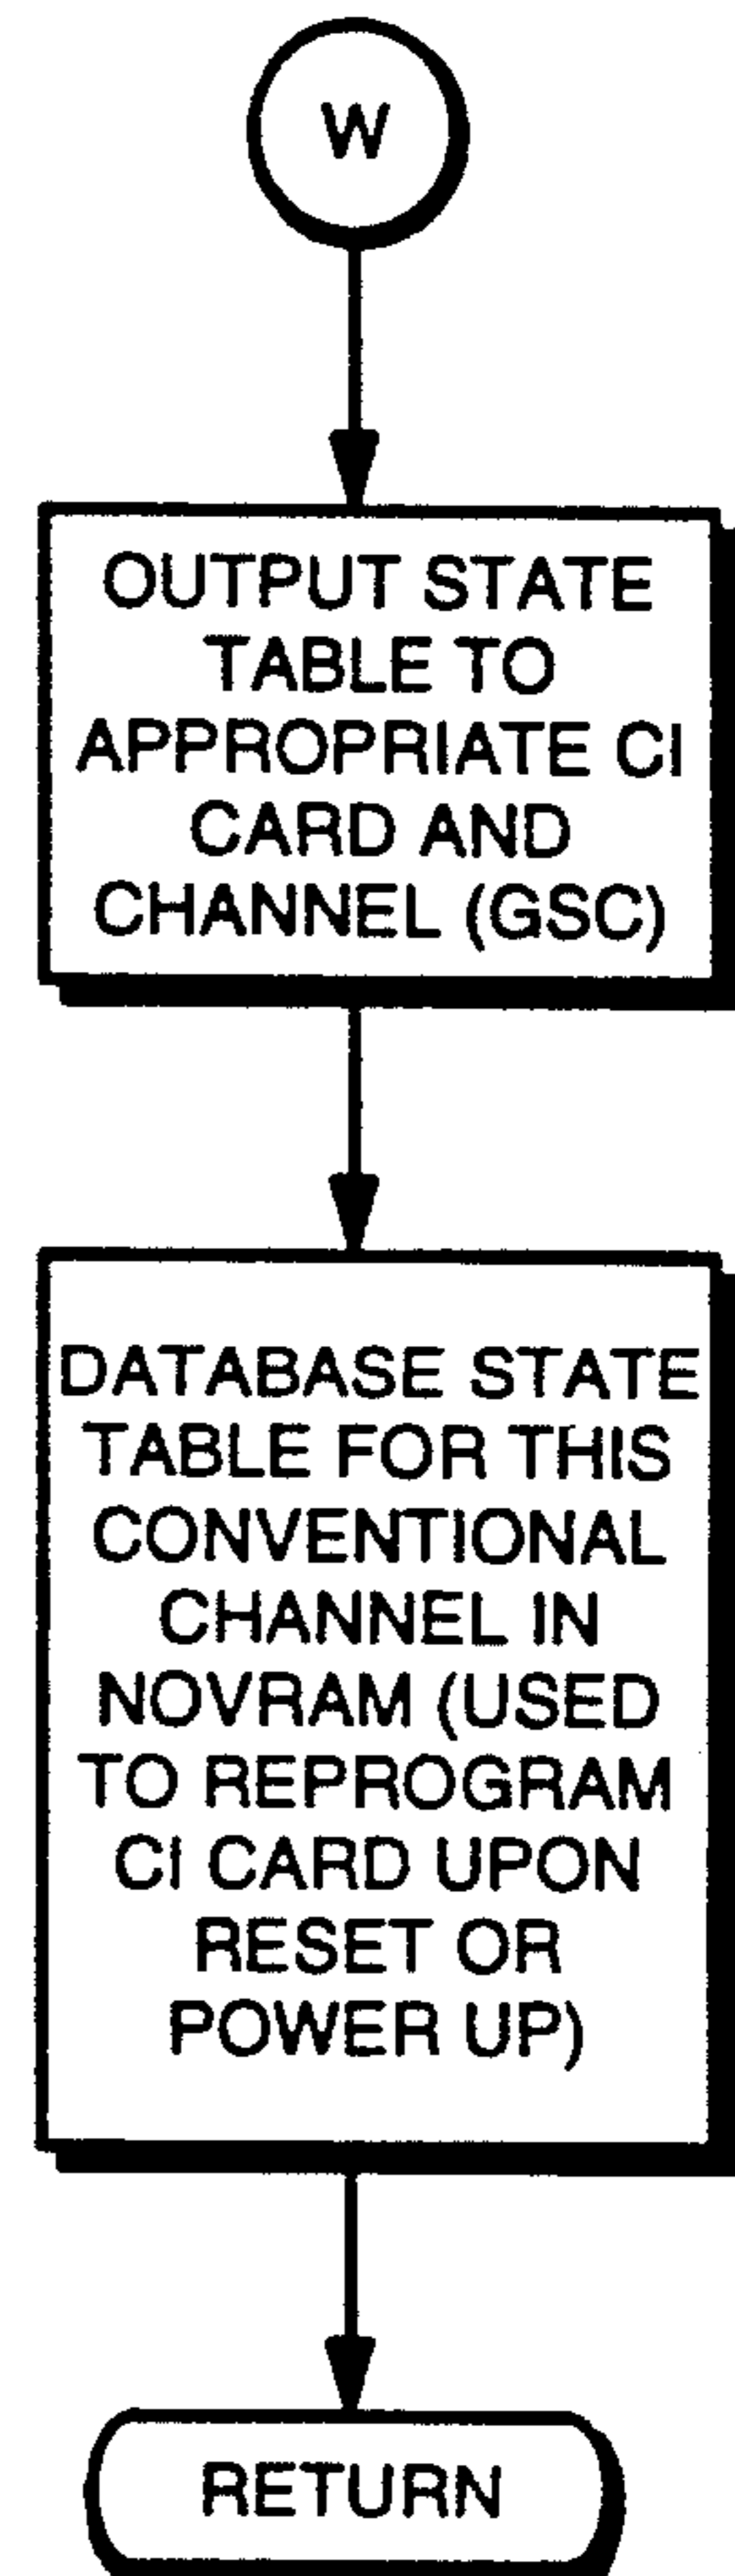 W
OUTPUT STATE
TABLE TO
APPROPRIATE CI
CARD AND
CHANNEL (GSC)
DATABASE STATE
TABLE FOR THIS
CONVENTIONAL
CHANNEL IN
NOVRAM (USED
TO REPROGRAM
CI CARD UPON
RESET OR
POWER UP)
RETURN